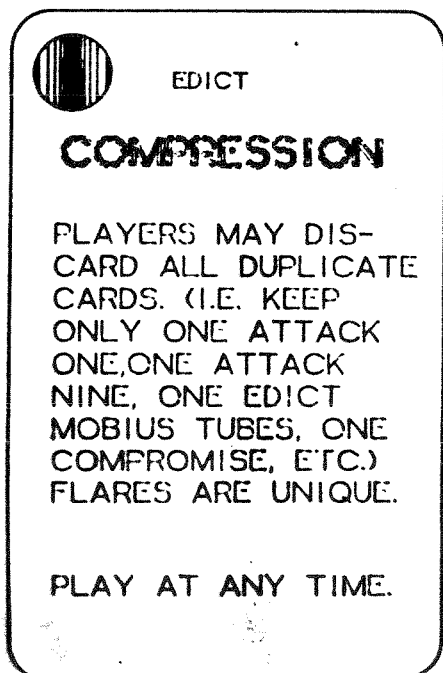 EDICT
COMPRESSION
PLAYERS MAY DIS-
CARD ALL DUPLICATE
CARDS. (I.E. KEEP
ONLY ONE ATTACK
ONE,ONE ATTACK
NINE, ONE EDICT
MOBIUS TUBES, ONE
COMPROMISE, ETC.)
FLARES ARE UNIQUE.
PLAY AT ANY TIME.